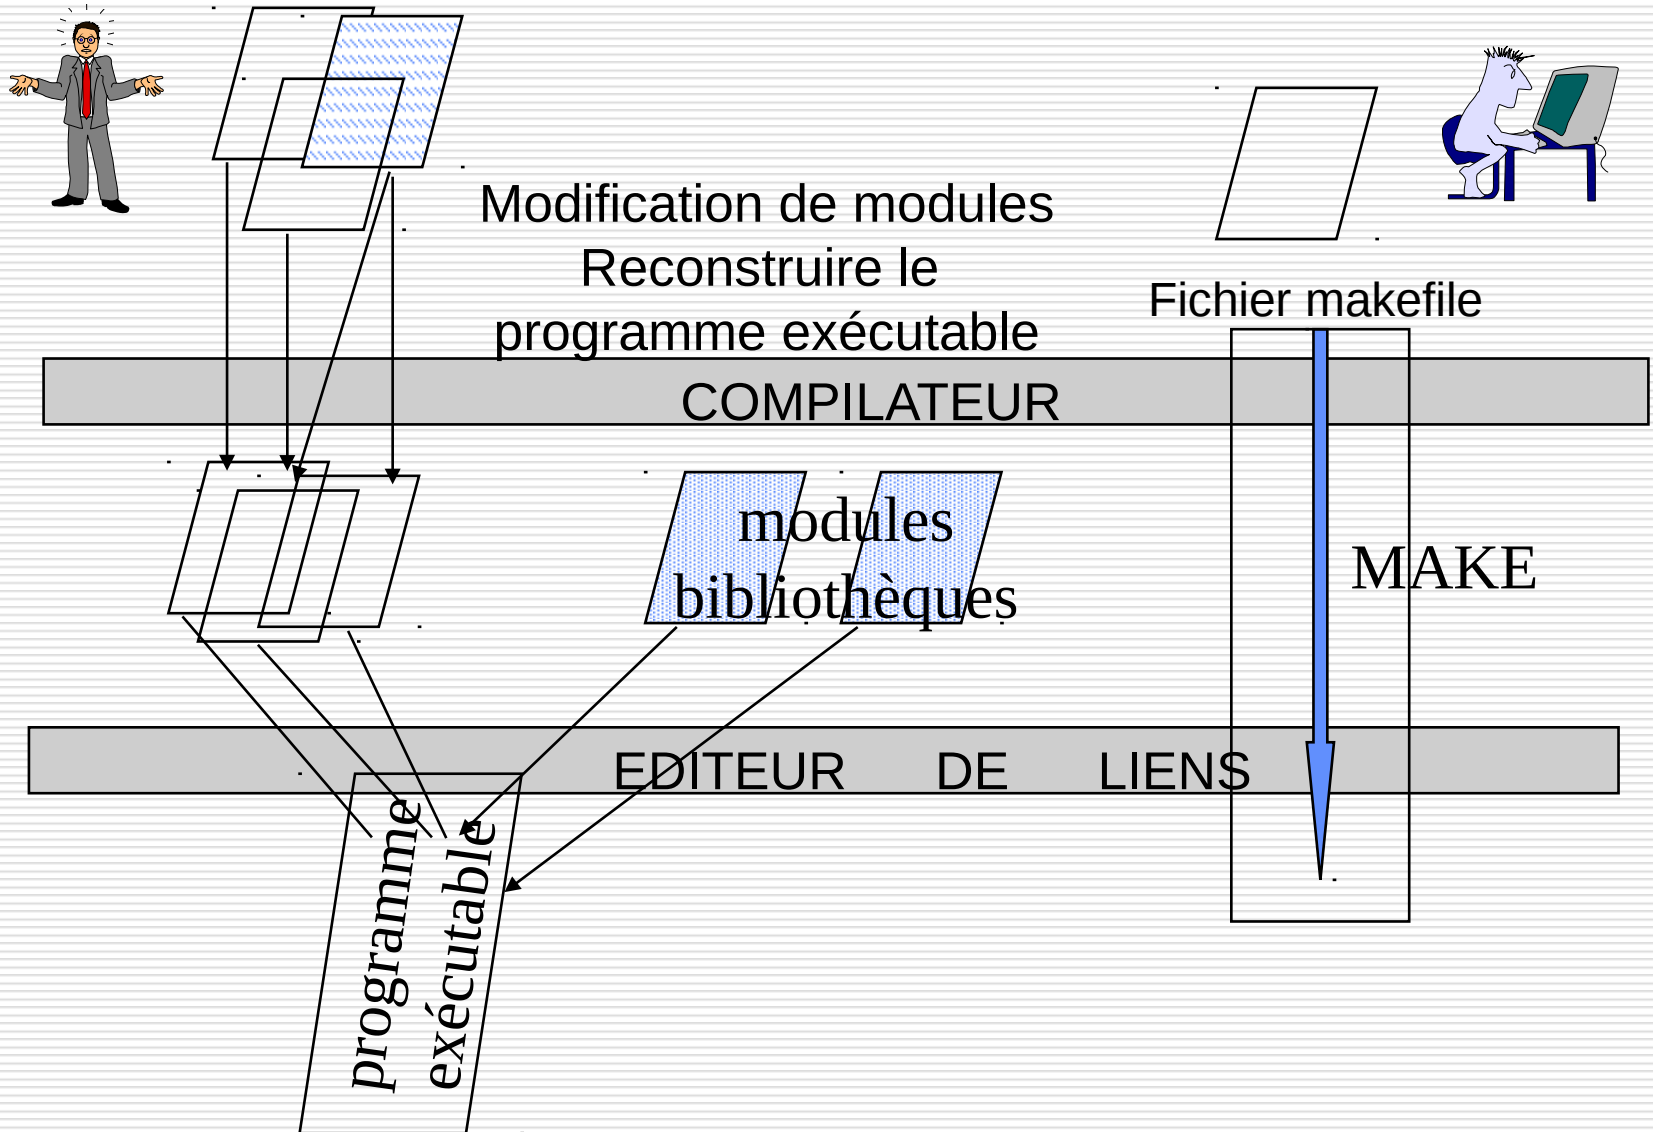 Modification de modules
Reconstruire le
programme exécutable
Fichier makefile
COMPILATEUR
modules
bibliothèques
MAKE
EDITEUR DE LIENS
programme
exécutable